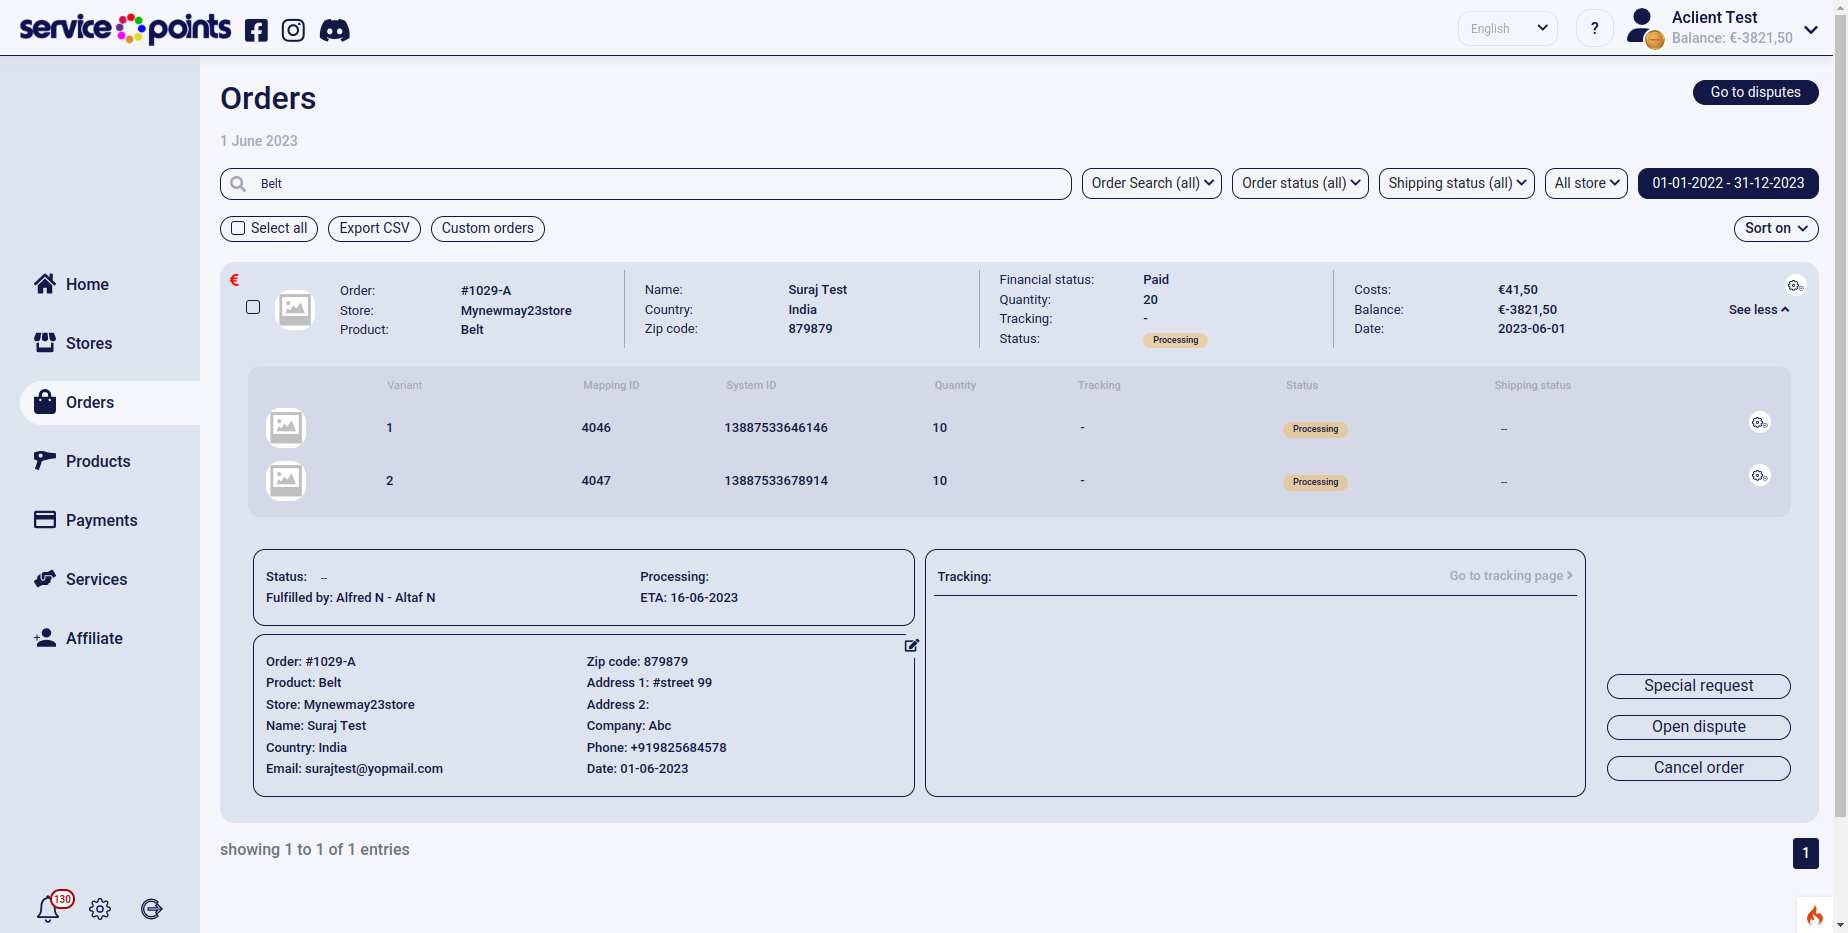 service points
English
?
Aclient Test
Balance: €-3821,50
Orders
Go to disputes
1 June 2023
Belt
Order Search (all)
Order status (all)
Shipping status (all)
All store
01-01-2022 - 31-12-2023
Select all
Export CSV
Custom orders
Sort on
Home
Stores
Orders
Products
Payments
Services
Affiliate
130
€
Order: #1029-A
Store: Mynewmay23store
Product: Belt
Name: Suraj Test
Country: India
Zip code: 879879
Financial status: Paid
Quantity: 20
Tracking: -
Status: Processing
Costs: €41,50
Balance: €-3821,50
Date: 2023-06-01
See less
Variant Mapping ID System ID Quantity Tracking Status Shipping status
1 4046 13887533646146 10 - Processing --
2 4047 13887533678914 10 - Processing --
Status: --
Fulfilled by: Alfred N - Altaf N
Processing:
ETA: 16-06-2023
Order: #1029-A
Product: Belt
Store: Mynewmay23store
Name: Suraj Test
Country: India
Email: surajtest@yopmail.com
Zip code: 879879
Address 1: #street 99
Address 2:
Company: Abc
Phone: +919825684578
Date: 01-06-2023
Tracking:
Go to tracking page
Special request
Open dispute
Cancel order
showing 1 to 1 of 1 entries
1